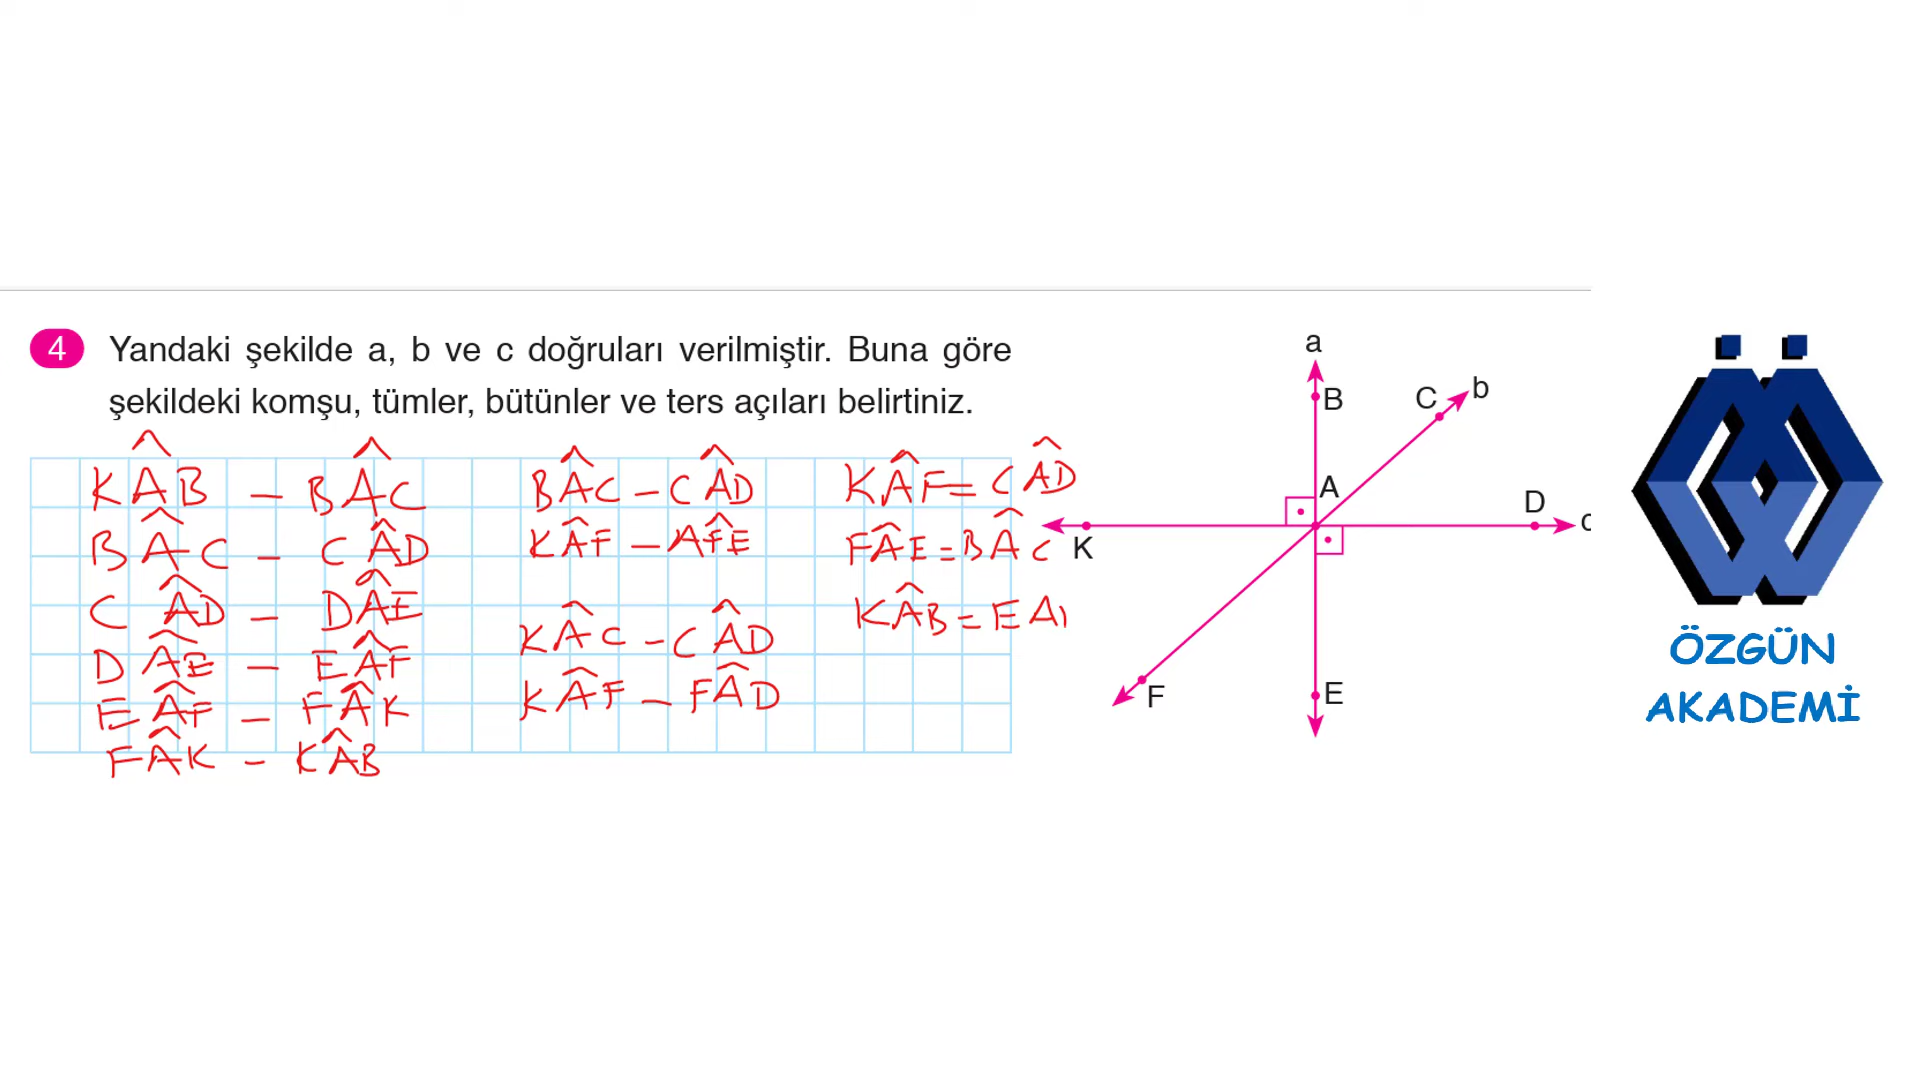 4 Yandaki şekilde a, b ve c doğruları verilmiştir. Buna göre
şekildeki komşu, tümler, bütünler ve ters açıları belirtiniz.
KÂB - BÂC
BÂC - CÂD
CÂD - DÂE
DÂE - EÂF
EÂF - FÂK
FÂK - KÂB
BÂC - CÂD
KÂF - AF̂E
KÂC - CÂD
KÂF - FÂD
KÂF = CÂD
FÂE = BÂC
KÂB = EA
a
B
C
b
A
D
c
K
F
E
ÖZGÜN
AKADEMİ